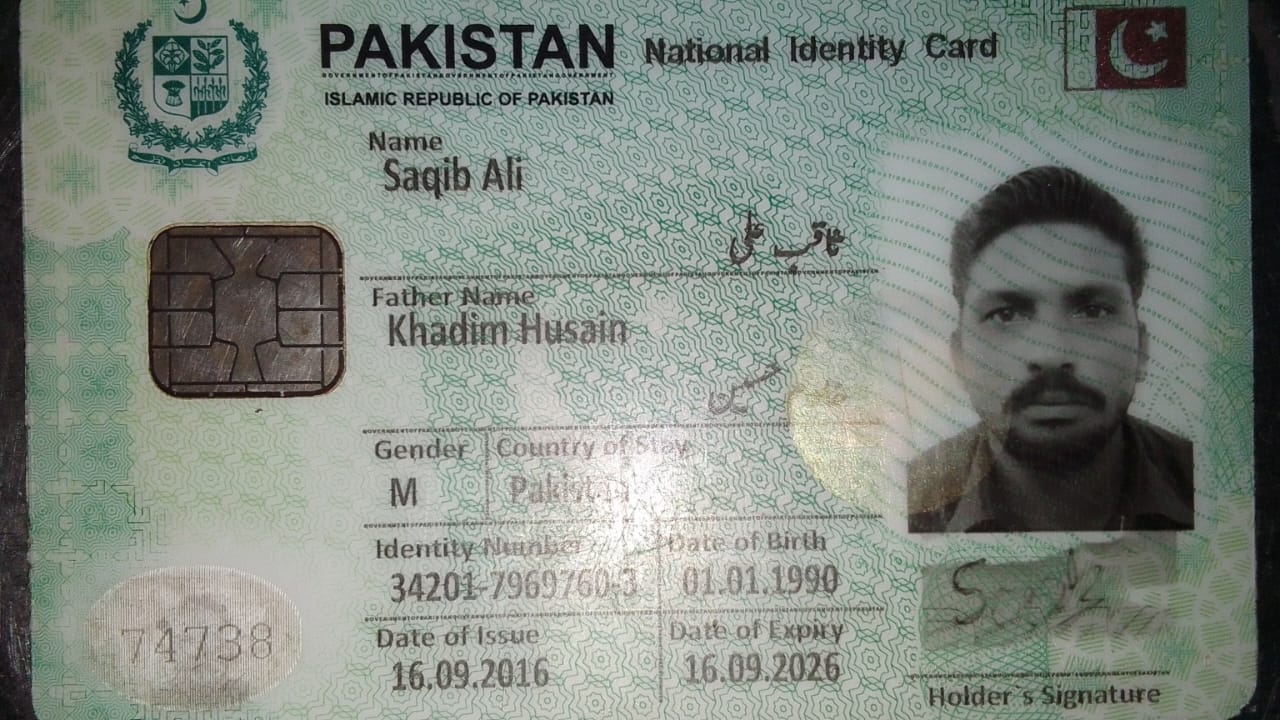 PAKISTAN National Identity Card
ISLAMIC REPUBLIC OF PAKISTAN
Name
Saqib Ali
ثاقب علی
Father Name
Khadim Husain
حسین
Gender
Country of Stay
M
Pakistan
Identity Number
Date of Birth
34201-7969760-3
01.01.1990
Date of Issue
Date of Expiry
16.09.2016
16.09.2026
74738
Holder's Signature